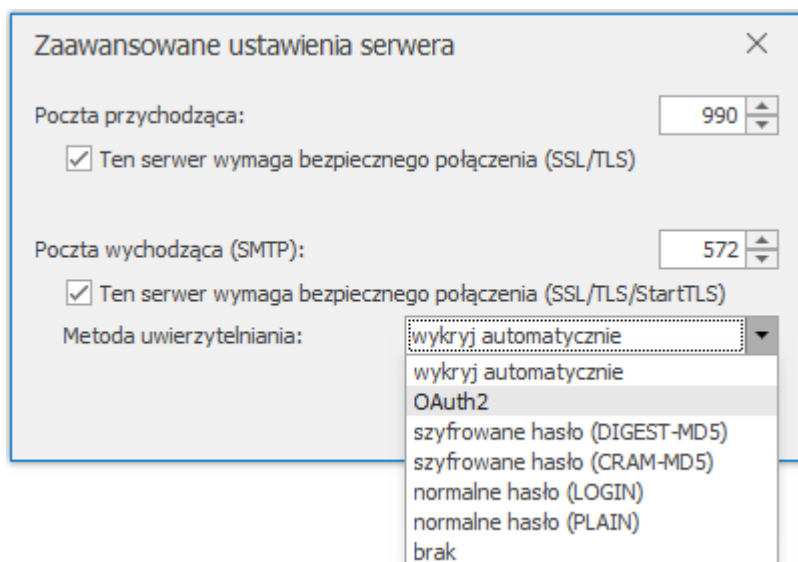 Zaawansowane ustawienia serwera
Poczta przychodząca: 990
Ten serwer wymaga bezpiecznego połączenia (SSL/TLS)
Poczta wychodząca (SMTP): 572
Ten serwer wymaga bezpiecznego połączenia (SSL/TLS/StartTLS)
Metoda uwierzytelniania: wykryj automatycznie
wykryj automatycznie
OAuth2
szyfrowane hasło (DIGEST-MD5)
szyfrowane hasło (CRAM-MD5)
normalne hasło (LOGIN)
normalne hasło (PLAIN)
brak